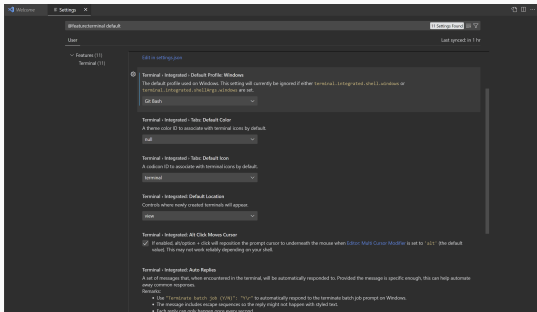 Welcome
Settings
@feature:terminal default
11 Settings Found
User
Last synced: in 1 hr
Features (11)
Terminal (11)
Edit in settings.json
Terminal › Integrated › Default Profile: Windows
The default profile used on Windows. This setting will currently be ignored if either terminal.integrated.shell.windows or
terminal.integrated.shellArgs.windows are set.
Git Bash
Terminal › Integrated › Tabs: Default Color
A theme color ID to associate with terminal icons by default.
null
Terminal › Integrated › Tabs: Default Icon
A codicon ID to associate with terminal icons by default.
terminal
Terminal › Integrated: Default Location
Controls where newly created terminals will appear.
view
Terminal › Integrated: Alt Click Moves Cursor
If enabled, alt/option + click will reposition the prompt cursor to underneath the mouse when Editor: Multi Cursor Modifier is set to 'alt' (the default
value). This may not work reliably depending on your shell.
Terminal › Integrated: Auto Replies
A set of messages that, when encountered in the terminal, will be automatically responded to. Provided the message is specific enough, this can help automate
away common responses.
Remarks:
• Use "Terminate batch job (Y/N)": "Y\r" to automatically respond to the terminate batch job prompt on Windows.
• The message includes escape sequences so the reply might not happen with styled text.
• Each reply can only happen once every second.